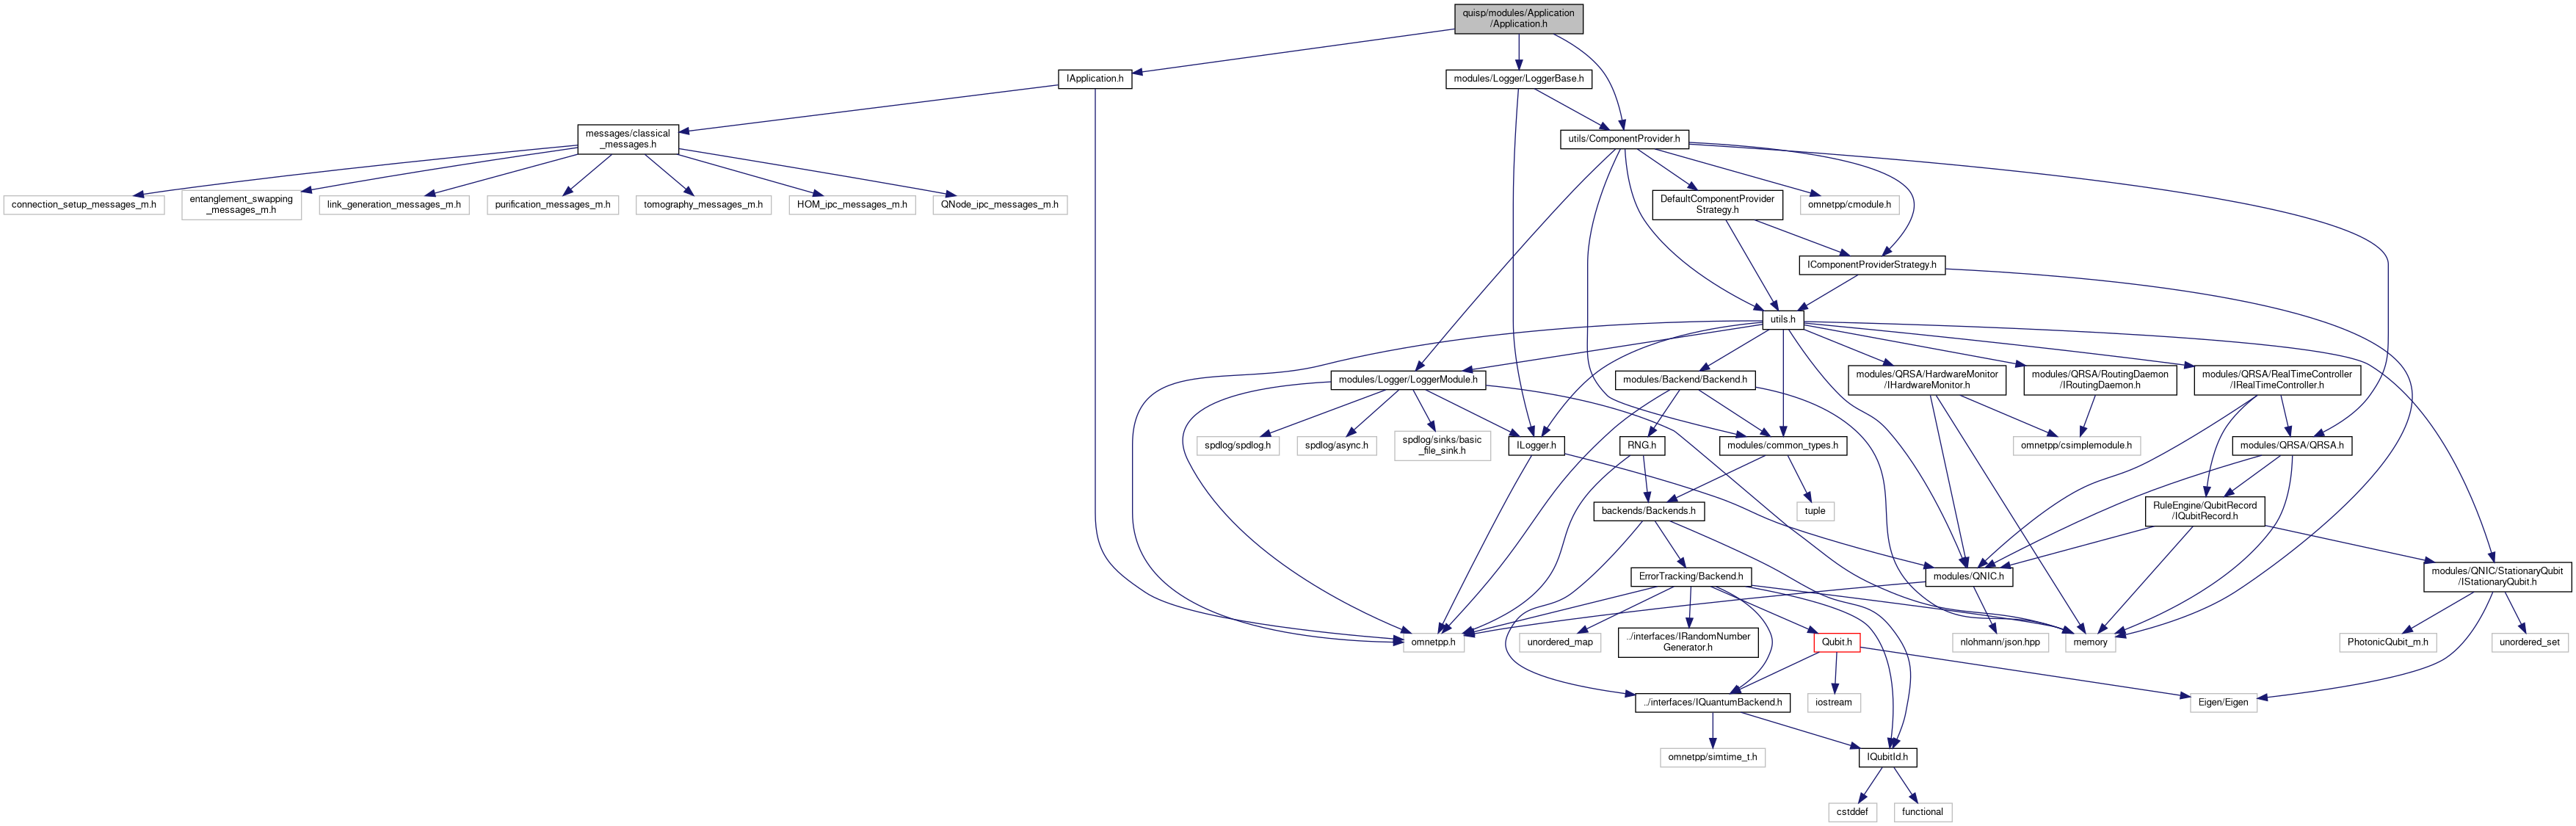 quisp/modules/Application
/Application.h
IApplication.h
modules/Logger/LoggerBase.h
messages/classical
_messages.h
utils/ComponentProvider.h
connection_setup_messages_m.h
entanglement_swapping
_messages_m.h
link_generation_messages_m.h
purification_messages_m.h
tomography_messages_m.h
HOM_ipc_messages_m.h
QNode_ipc_messages_m.h
DefaultComponentProvider
Strategy.h
omnetpp/cmodule.h
IComponentProviderStrategy.h
utils.h
modules/Logger/LoggerModule.h
modules/Backend/Backend.h
modules/QRSA/HardwareMonitor
/IHardwareMonitor.h
modules/QRSA/RoutingDaemon
/IRoutingDaemon.h
modules/QRSA/RealTimeController
/IRealTimeController.h
spdlog/spdlog.h
spdlog/async.h
spdlog/sinks/basic
_file_sink.h
ILogger.h
RNG.h
modules/common_types.h
omnetpp/csimplemodule.h
modules/QRSA/QRSA.h
backends/Backends.h
tuple
RuleEngine/QubitRecord
/IQubitRecord.h
ErrorTracking/Backend.h
modules/QNIC.h
modules/QNIC/StationaryQubit
/IStationaryQubit.h
omnetpp.h
unordered_map
../interfaces/IRandomNumber
Generator.h
Qubit.h
nlohmann/json.hpp
memory
PhotonicQubit_m.h
unordered_set
../interfaces/IQuantumBackend.h
iostream
Eigen/Eigen
omnetpp/simtime_t.h
IQubitId.h
cstddef
functional